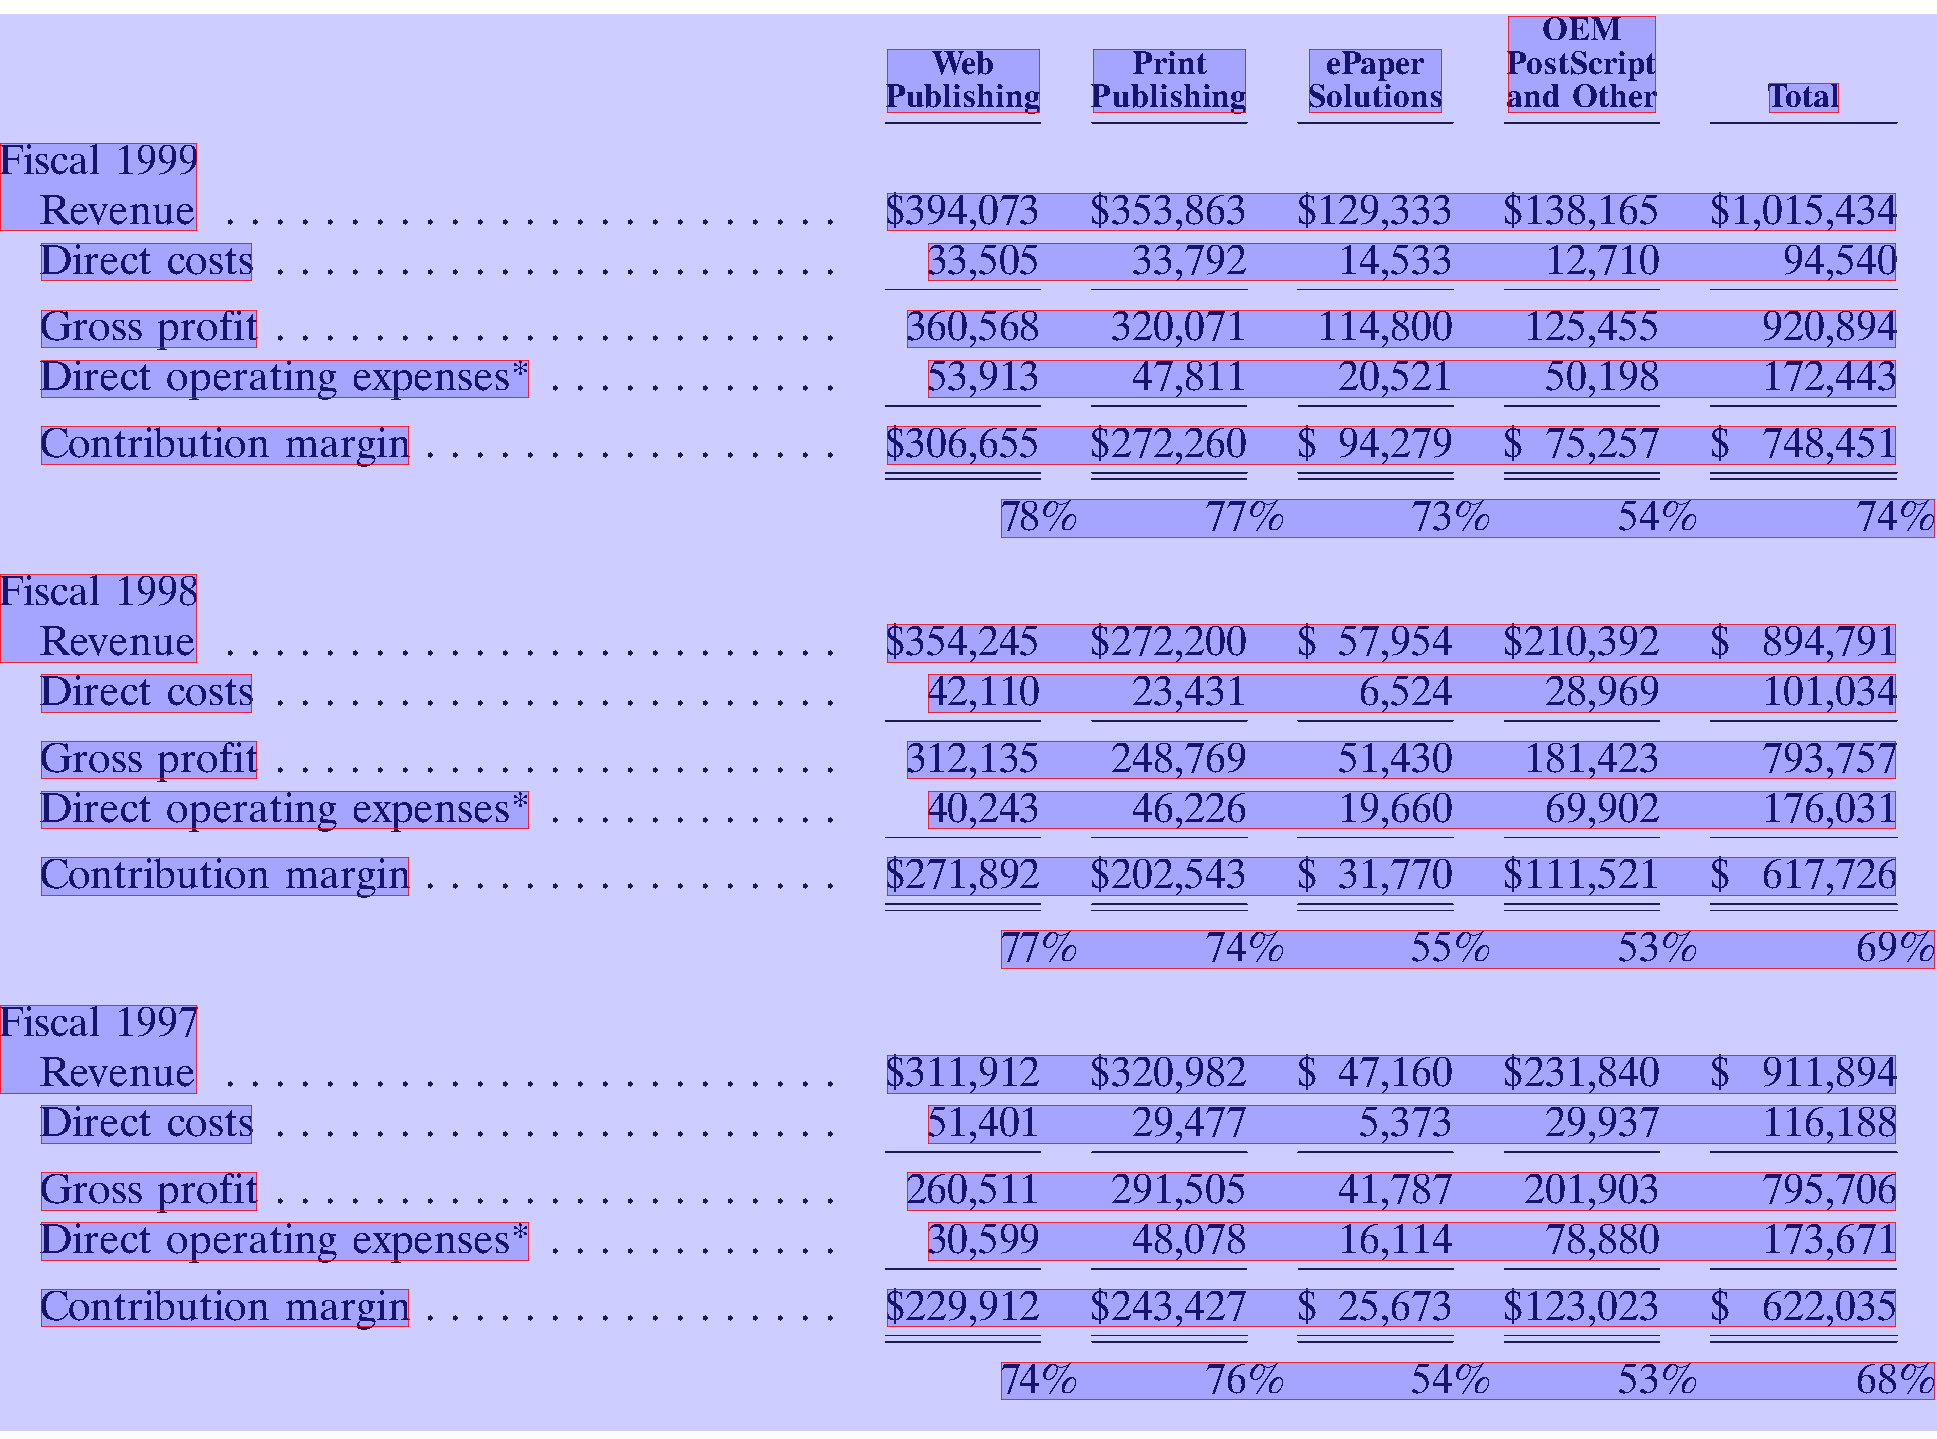 OEM
Web Print ePaper PostScript
Publishing Publishing Solutions and Other Total
Fiscal 1999
Revenue . . . . . . . . . . . . . . . . . . . . . . . . . $394,073 $353,863 $129,333 $138,165 $1,015,434
Direct costs . . . . . . . . . . . . . . . . . . . . . . . 33,505 33,792 14,533 12,710 94,540
Gross profit . . . . . . . . . . . . . . . . . . . . . . . 360,568 320,071 114,800 125,455 920,894
Direct operating expenses* . . . . . . . . . . . . 53,913 47,811 20,521 50,198 172,443
Contribution margin . . . . . . . . . . . . . . . . . $306,655 $272,260 $ 94,279 $ 75,257 $ 748,451
78% 77% 73% 54% 74%
Fiscal 1998
Revenue . . . . . . . . . . . . . . . . . . . . . . . . . $354,245 $272,200 $ 57,954 $210,392 $ 894,791
Direct costs . . . . . . . . . . . . . . . . . . . . . . . 42,110 23,431 6,524 28,969 101,034
Gross profit . . . . . . . . . . . . . . . . . . . . . . . 312,135 248,769 51,430 181,423 793,757
Direct operating expenses* . . . . . . . . . . . . 40,243 46,226 19,660 69,902 176,031
Contribution margin . . . . . . . . . . . . . . . . . $271,892 $202,543 $ 31,770 $111,521 $ 617,726
77% 74% 55% 53% 69%
Fiscal 1997
Revenue . . . . . . . . . . . . . . . . . . . . . . . . . $311,912 $320,982 $ 47,160 $231,840 $ 911,894
Direct costs . . . . . . . . . . . . . . . . . . . . . . . 51,401 29,477 5,373 29,937 116,188
Gross profit . . . . . . . . . . . . . . . . . . . . . . . 260,511 291,505 41,787 201,903 795,706
Direct operating expenses* . . . . . . . . . . . . 30,599 48,078 16,114 78,880 173,671
Contribution margin . . . . . . . . . . . . . . . . . $229,912 $243,427 $ 25,673 $123,023 $ 622,035
74% 76% 54% 53% 68%